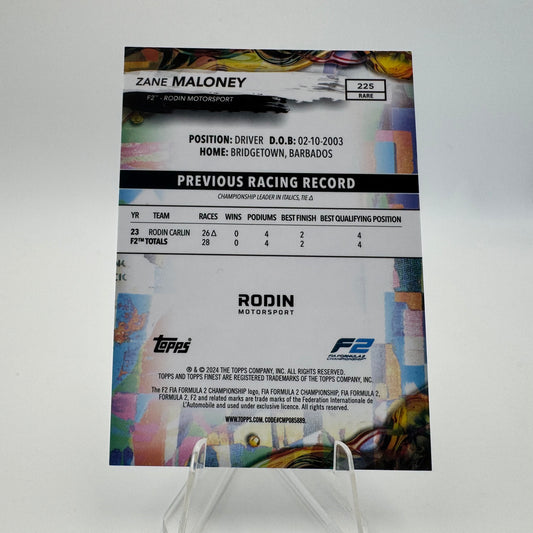 ZANE MALONEY
F2™ - RODIN MOTORSPORT
225
RARE
POSITION: DRIVER D.O.B: 02-10-2003
HOME: BRIDGETOWN, BARBADOS
PREVIOUS RACING RECORD
CHAMPIONSHIP LEADER IN ITALICS, TIE △
YR TEAM RACES WINS PODIUMS BEST FINISH BEST QUALIFYING POSITION
23 RODIN CARLIN 26 △ 0 4 2 4
F2™ TOTALS 28 0 4 2 4
RODIN
MOTORSPORT
Topps
F2
FIA FORMULA 2
CHAMPIONSHIP
® & © 2024 THE TOPPS COMPANY, INC. ALL RIGHTS RESERVED.
TOPPS AND TOPPS FINEST ARE REGISTERED TRADEMARKS OF THE TOPPS COMPANY, INC.
The F2 FIA FORMULA 2 CHAMPIONSHIP logo, FIA FORMULA 2 CHAMPIONSHIP, FIA FORMULA 2,
FORMULA 2, F2 and related marks are trade marks of the Federation Internationale de
L'Automobile and used under exclusive licence. All rights reserved.
WWW.TOPPS.COM. CODE#CMP085889.